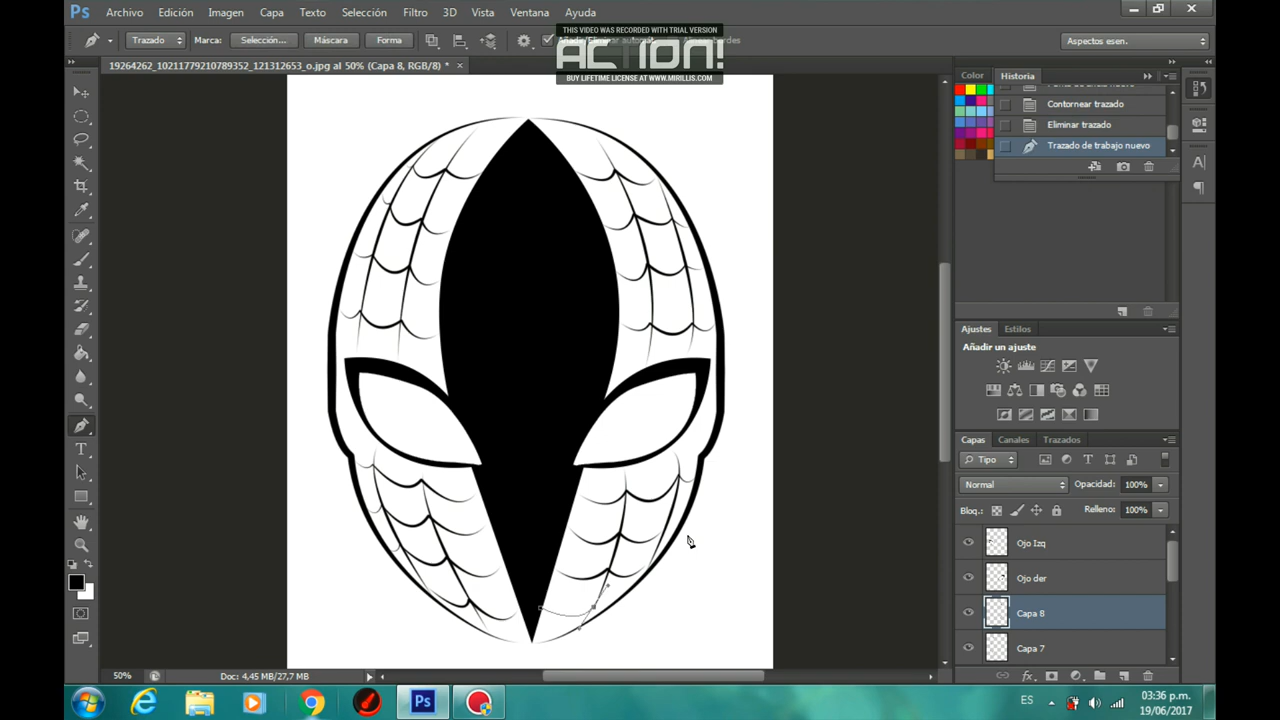 Ps Archivo Edición Imagen Capa Texto Selección Filtro 3D Vista Ventana Ayuda
THIS VIDEO WAS RECORDED WITH TRIAL VERSION
ACTION!
BUY LIFETIME LICENSE AT WWW.MIRILLIS.COM
Trazado Marca: Selección... Máscara Forma Aspectos esen.
19264262_10211779210789352_121312653_o.jpg al 50% (Capa 8, RGB/8) *
Color Historia
Contornear trazado
Eliminar trazado
Trazado de trabajo nuevo
Ajustes Estilos
Añadir un ajuste
Capas Canales Trazados
Tipo
Normal Opacidad: 100%
Bloq.: Relleno: 100%
Ojo Izq
Ojo der
Capa 8
Capa 7
50% Doc: 4,45 MB/27,7 MB
Ps ES 03:36 p.m.
19/06/2017